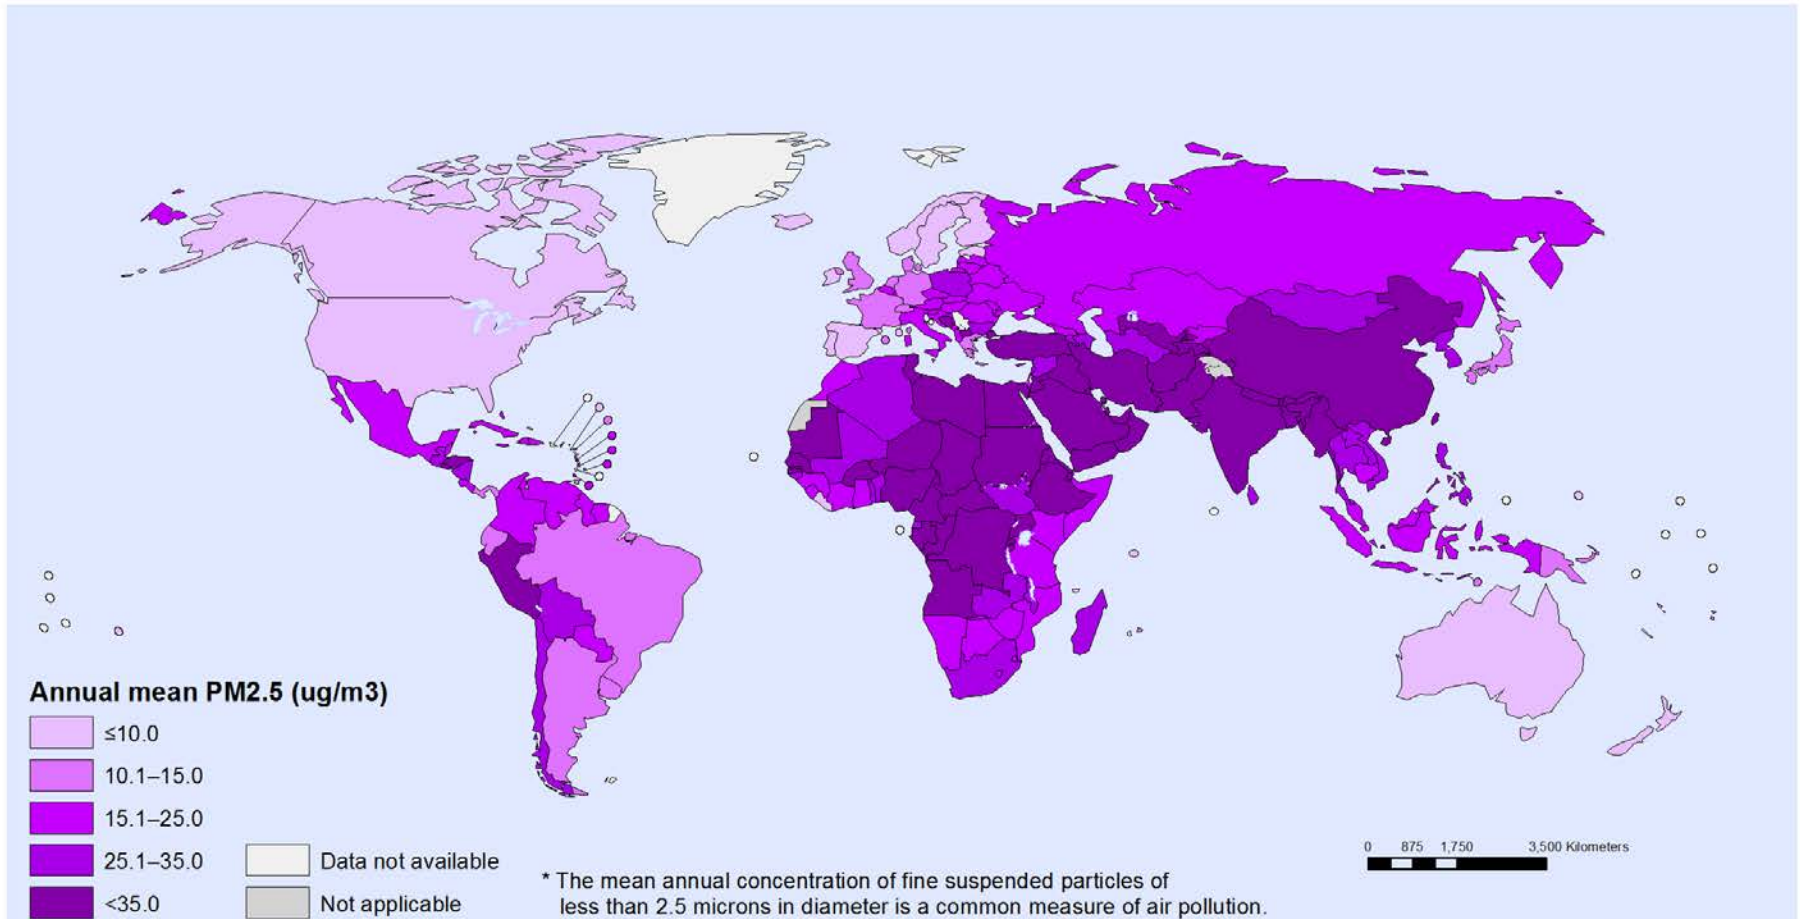 Annual mean PM2.5 (ug/m3)
≤10.0
10.1–15.0
15.1–25.0
25.1–35.0
<35.0
Data not available
Not applicable
* The mean annual concentration of fine suspended particles of
less than 2.5 microns in diameter is a common measure of air pollution.
0 875 1,750 3,500 Kilometers